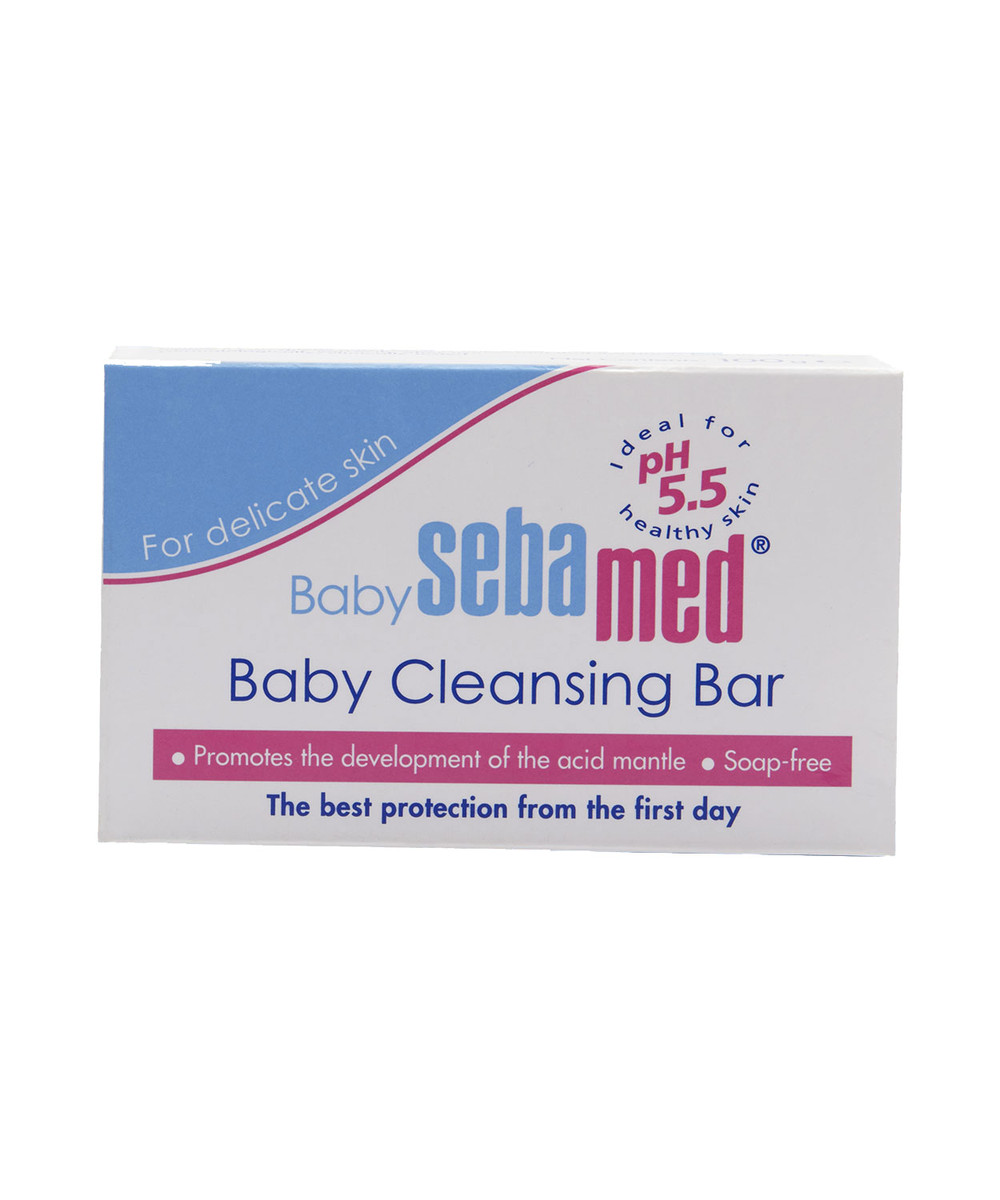 For delicate skin
Ideal for
pH
5.5
healthy skin
Baby sebamed®
Baby Cleansing Bar
• Promotes the development of the acid mantle • Soap-free
The best protection from the first day